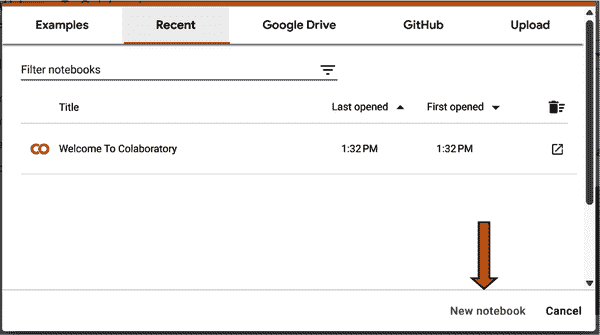 Examples Recent Google Drive GitHub Upload
Filter notebooks
Title Last opened First opened
Welcome To Colaboratory 1:32 PM 1:32 PM
New notebook Cancel